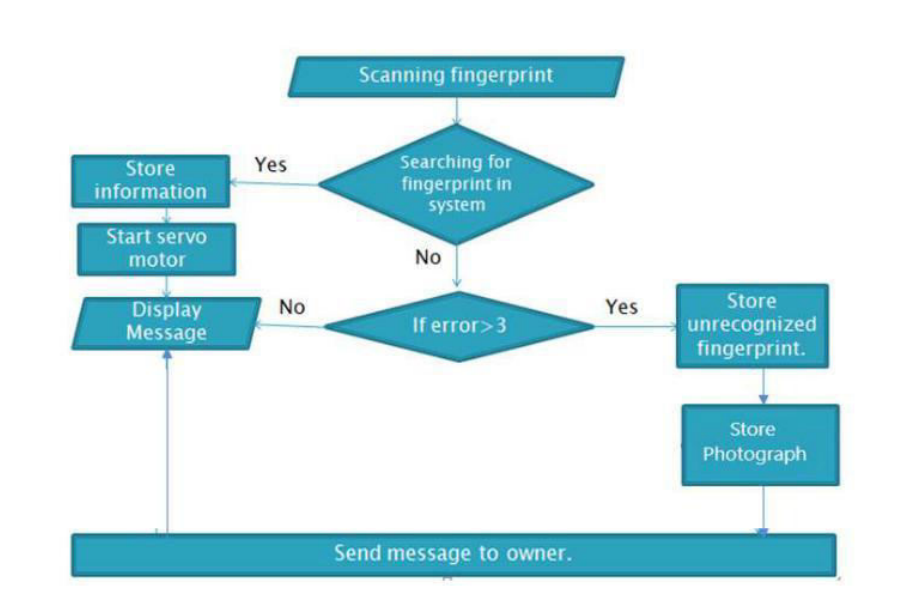 Scanning fingerprint
Searching for
fingerprint in
system
Yes
Store
information
Start servo
motor
No
Display
Message
No
If error>3
Yes
Store
unrecognized
fingerprint.
Store
Photograph
Send message to owner.